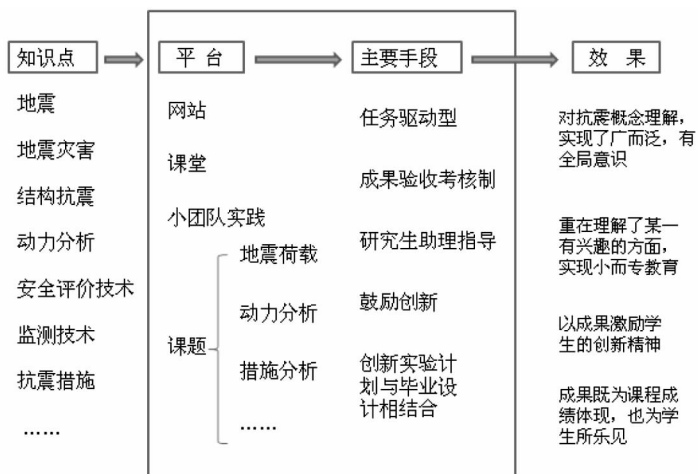 知识点
平 台
主要手段
效 果
地震
地震灾害
结构抗震
动力分析
安全评价技术
监测技术
抗震措施
……
网站
课堂
小团队实践
课题
地震荷载
动力分析
措施分析
……
任务驱动型
成果验收考核制
研究生助理指导
鼓励创新
创新实验计
划与毕业设
计相结合
对抗震概念理解，
实现了广而泛，有
全局意识
重在理解了某一
有兴趣的方面，
实现小而专教育
以成果激励学
生的创新精神
成果既为课程成
绩体现，也为学
生所乐见